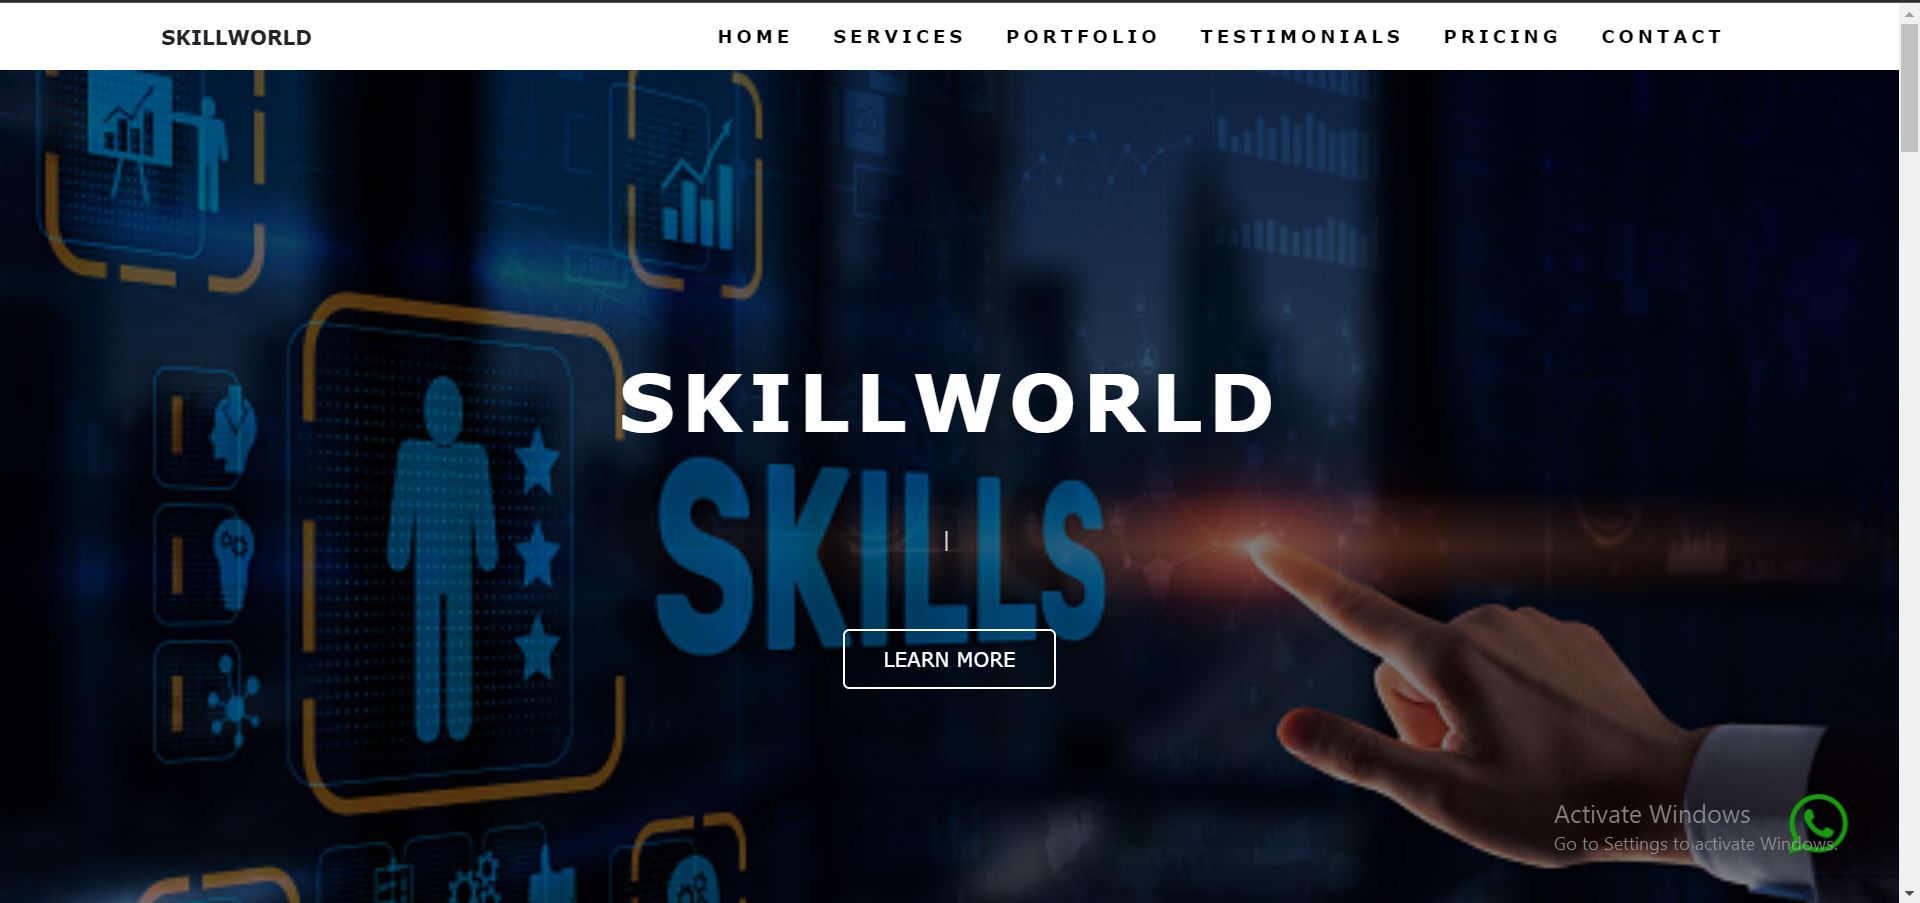 SKILLWORLD
HOME SERVICES PORTFOLIO TESTIMONIALS PRICING CONTACT
SKILLWORLD
SKILLS
|
LEARN MORE
Activate Windows
Go to Settings to activate Windows.